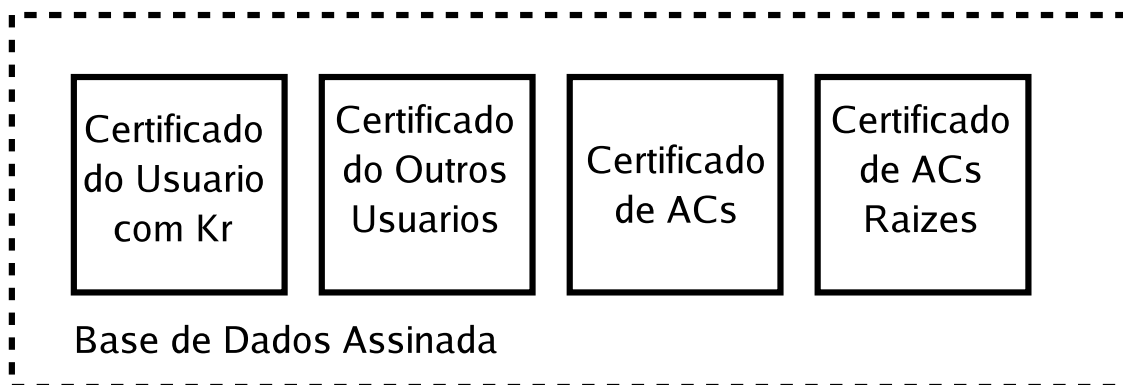 Certificado
do Usuario
com Kr
Certificado
do Outros
Usuarios
Certificado
de ACs
Certificado
de ACs
Raizes
Base de Dados Assinada